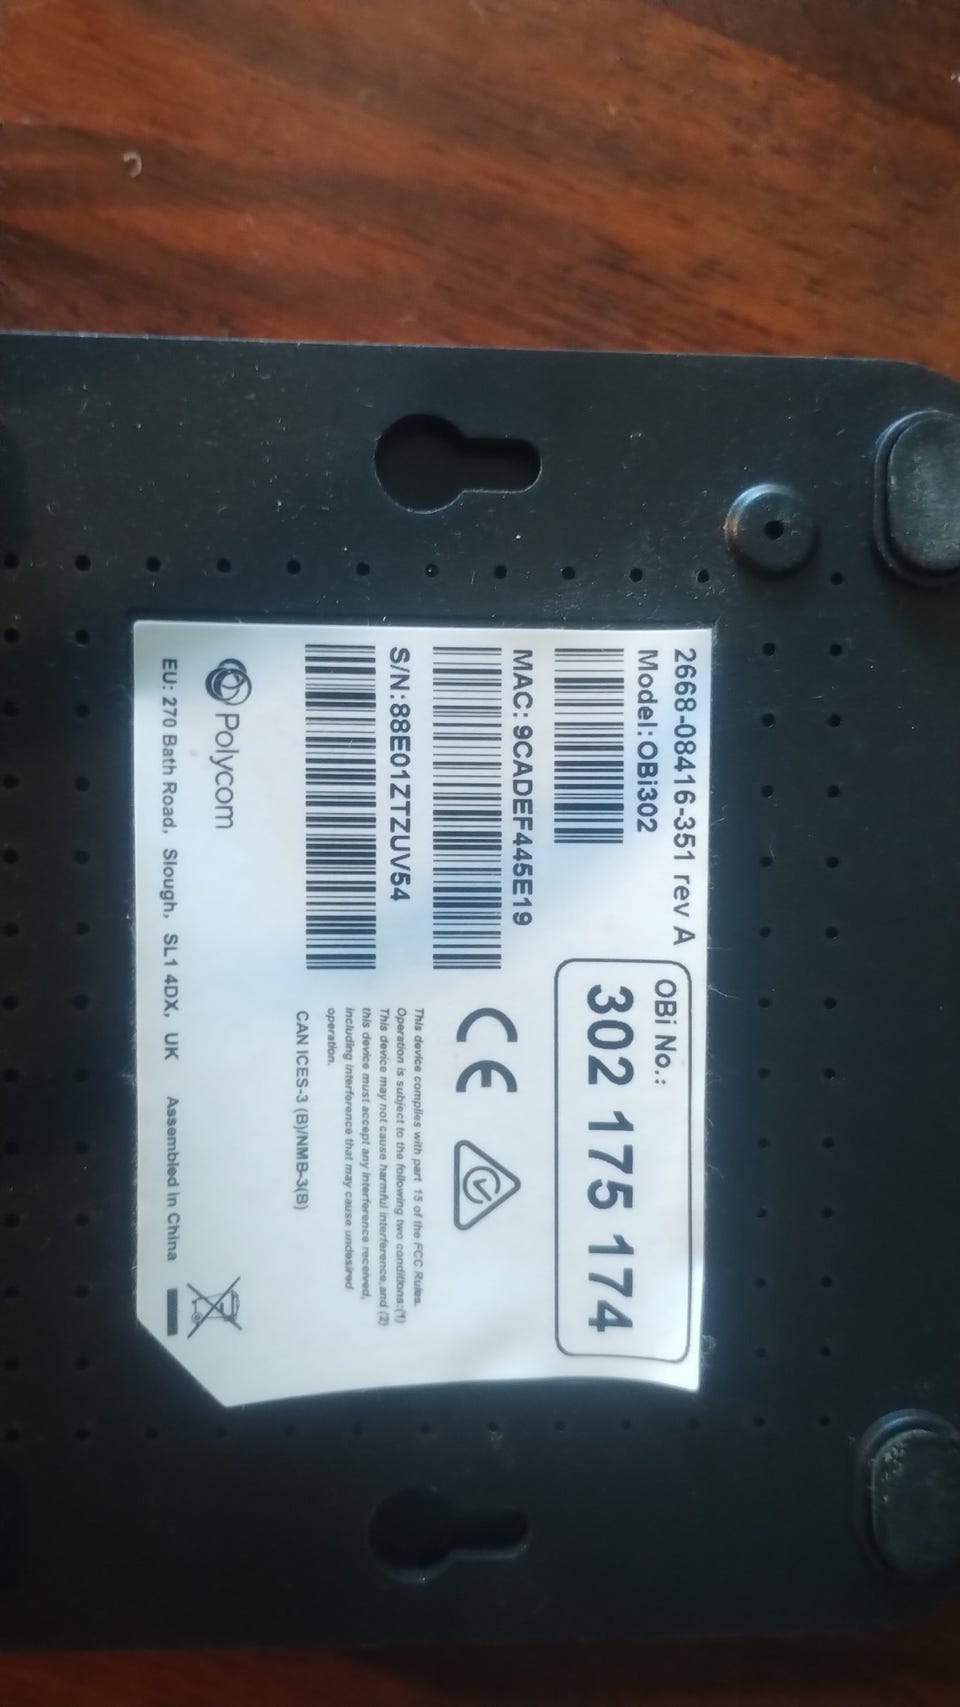 2668-08416-351 rev A
Model: OBi302
OBi No.:
302 175 174
MAC: 9CADEF445E19
S/N:88E01ZTZUV54
CE
This device complies with part 15 of the FCC Rules.
Operation is subject to the following two conditions:(1)
This device may not cause harmful interference,and (2)
this device must accept any interference received,
including interference that may cause undesired
operation.
CAN ICES-3 (B)/NMB-3(B)
Polycom
EU: 270 Bath Road, Slough, SL1 4DX, UK Assembled in China